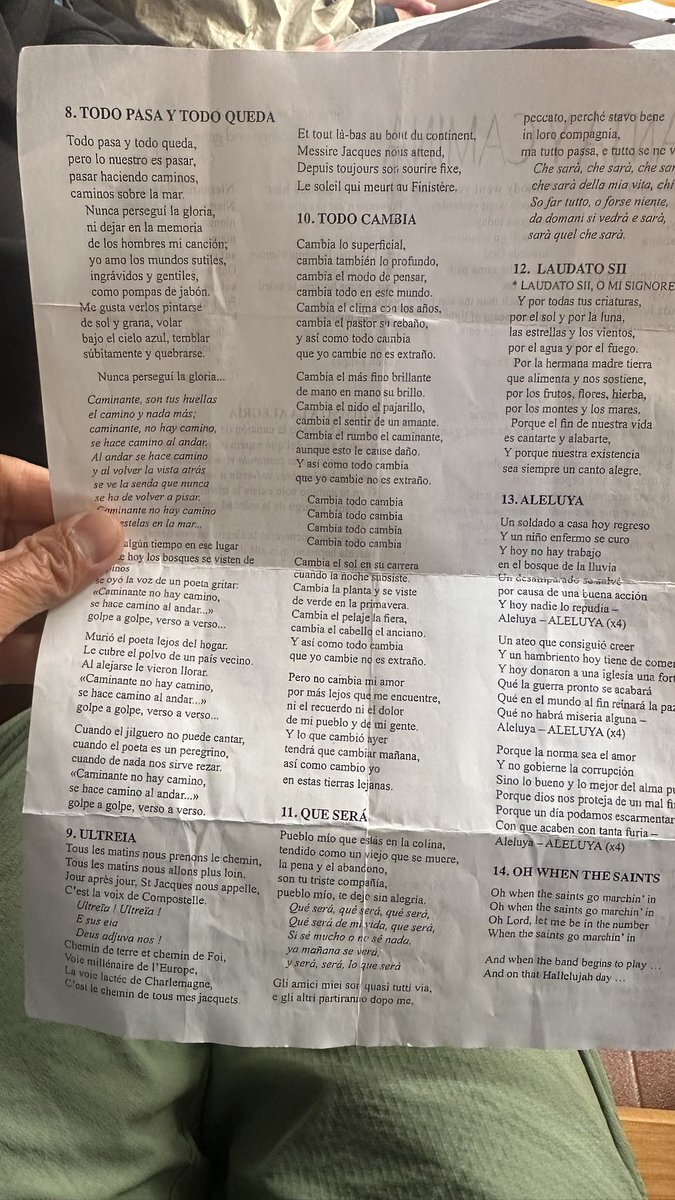 8. TODO PASA Y TODO QUEDA
Todo pasa y todo queda,
pero lo nuestro es pasar,
pasar haciendo caminos,
caminos sobre la mar.
Nunca perseguí la gloria,
ni dejar en la memoria
de los hombres mi canción;
yo amo los mundos sutiles,
ingrávidos y gentiles,
como pompas de jabón.
Me gusta verlos pintarse
de sol y grana, volar
bajo el cielo azul, temblar
súbitamente y quebrarse.
Nunca perseguí la gloria...
Caminante, son tus huellas
el camino y nada más;
caminante, no hay camino,
se hace camino al andar.
Al andar se hace camino
y al volver la vista atrás
se ve la senda que nunca
se ha de volver a pisar.
Caminante no hay camino
estelas en la mar...
algún tiempo en ese lugar
hoy los bosques se visten de
se oyó la voz de un poeta gritar:
«Caminante no hay camino,
se hace camino al andar...»
golpe a golpe, verso a verso...
Murió el poeta lejos del hogar.
Le cubre el polvo de un país vecino.
Al alejarse le vieron llorar.
«Caminante no hay camino,
se hace camino al andar...»
golpe a golpe, verso a verso...
Cuando el jilguero no puede cantar,
cuando el poeta es un peregrino,
cuando de nada nos sirve rezar.
«Caminante no hay camino,
se hace camino al andar...»
golpe a golpe, verso a verso.
9. ULTREIA
Tous les matins nous prenons le chemin,
Tous les matins nous allons plus loin.
Jour après jour, St Jacques nous appelle,
C'est la voix de Compostelle.
Ultreïa ! Ultreïa !
E sus eia
Deus adjuva nos !
Chemin de terre et chemin de Foi,
Voie millénaire de l'Europe,
La voie lactée de Charlemagne,
C'est le chemin de tous mes jacquets.
Et tout là-bas au bout du continent,
Messire Jacques nous attend,
Depuis toujours son sourire fixe,
Le soleil qui meurt au Finistère.
10. TODO CAMBIA
Cambia lo superficial,
cambia también lo profundo,
cambia el modo de pensar,
cambia todo en este mundo.
Cambia el clima con los años,
cambia el pastor su rebaño,
y así como todo cambia
que yo cambie no es extraño.
Cambia el más fino brillante
de mano en mano su brillo.
Cambia el nido el pajarillo,
cambia el sentir de un amante.
Cambia el rumbo el caminante,
aunque esto le cause daño.
Y así como todo cambia
que yo cambie no es extraño.
Cambia todo cambia
Cambia todo cambia
Cambia todo cambia
Cambia todo cambia
Cambia el sol en su carrera
cuando la noche subsiste.
Cambia la planta y se viste
de verde en la primavera.
Cambia el pelaje la fiera,
cambia el cabello el anciano.
Y así como todo cambia
que yo cambie no es extraño.
Pero no cambia mi amor
por más lejos que me encuentre,
ni el recuerdo ni el dolor
de mi pueblo y de mi gente.
Y lo que cambió ayer
tendrá que cambiar mañana,
así como cambio yo
en estas tierras lejanas.
11. QUE SERÁ
Pueblo mío que estás en la colina,
tendido como un viejo que se muere,
la pena y el abandono,
son tu triste compañía,
pueblo mío, te dejo sin alegría.
Qué será, qué será, qué será,
Qué será de mi vida, que será,
Si sé mucho o no sé nada,
ya mañana se verá,
y será, será, lo que será
Gli amici miei son quasi tutti via,
e gli altri partiranno dopo me,
peccato, perché stavo bene
in loro compagnia,
ma tutto passa, e tutto se ne
Che sarà, che sarà, che
che sarà della mia vita, chi
So far tutto, o forse niente,
da domani si vedrà e sarà,
sarà quel che sarà.
12. LAUDATO SII
* LAUDATO SII, O MI SIGNORE
Y por todas tus criaturas,
por el sol y por la luna,
las estrellas y los vientos,
por el agua y por el fuego.
Por la hermana madre tierra
que alimenta y nos sostiene,
por los frutos, flores, hierba,
por los montes y los mares.
Porque el fin de nuestra vida
es cantarte y alabarte,
Y porque nuestra existencia
sea siempre un canto alegre.
13. ALELUYA
Un soldado a casa hoy regreso
Y un niño enfermo se curo
Y hoy no hay trabajo
en el bosque de la lluvia
Un desamparado se salvé
por causa de una buena acción
Y hoy nadie lo repudia –
Aleluya – ALELUYA (x4)
Un ateo que consiguió creer
Y un hambriento hoy tiene de
Y hoy donaron a una iglesia una
Qué la guerra pronto se acabará
Qué en el mundo al fin reinará la
Qué no habrá miseria alguna –
Aleluya – ALELUYA (x4)
Porque la norma sea el amor
Y no gobierne la corrupción
Sino lo bueno y lo mejor del alma
Porque dios nos proteja de un mal
Porque un día podamos escarmentar
Con que acaben con tanta furia –
Aleluya – ALELUYA (x4)
14. OH WHEN THE SAINTS
Oh when the saints go marchin' in
Oh when the saints go marchin' in
Oh Lord, let me be in the number
When the saints go marchin' in
And when the band begins to play ...
And on that Hallelujah day ...